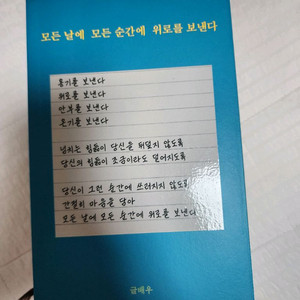 모든 날에 모든 순간에 위로를 보낸다
용기를 보낸다
위로를 보낸다
안부를 보낸다
온기를 보낸다
넘치는 힘듦이 당신을 뒤덮지 않도록
당신의 힘듦이 조금이라도 덜어지도록
당신이 그런 순간에 쓰러지지 않도록
간절히 마음을 담아
모든 날에 모든 순간에 위로를 보낸다
글배우